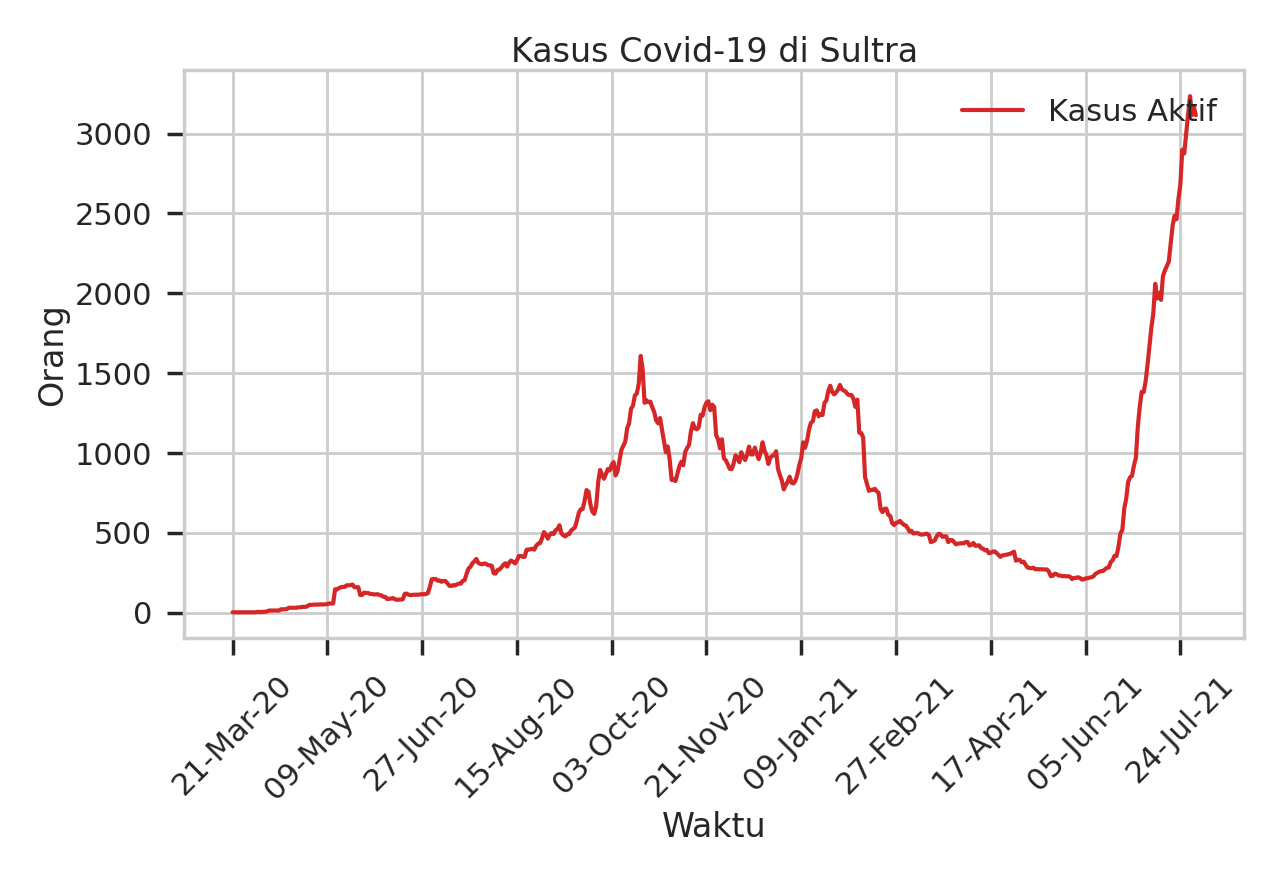 Kasus Covid-19 di Sultra
Kasus Aktif
3000
2500
2000
1500
1000
500
0
Orang
21-Mar-20
09-May-20
27-Jun-20
15-Aug-20
03-Oct-20
21-Nov-20
09-Jan-21
27-Feb-21
17-Apr-21
05-Jun-21
24-Jul-21
Waktu